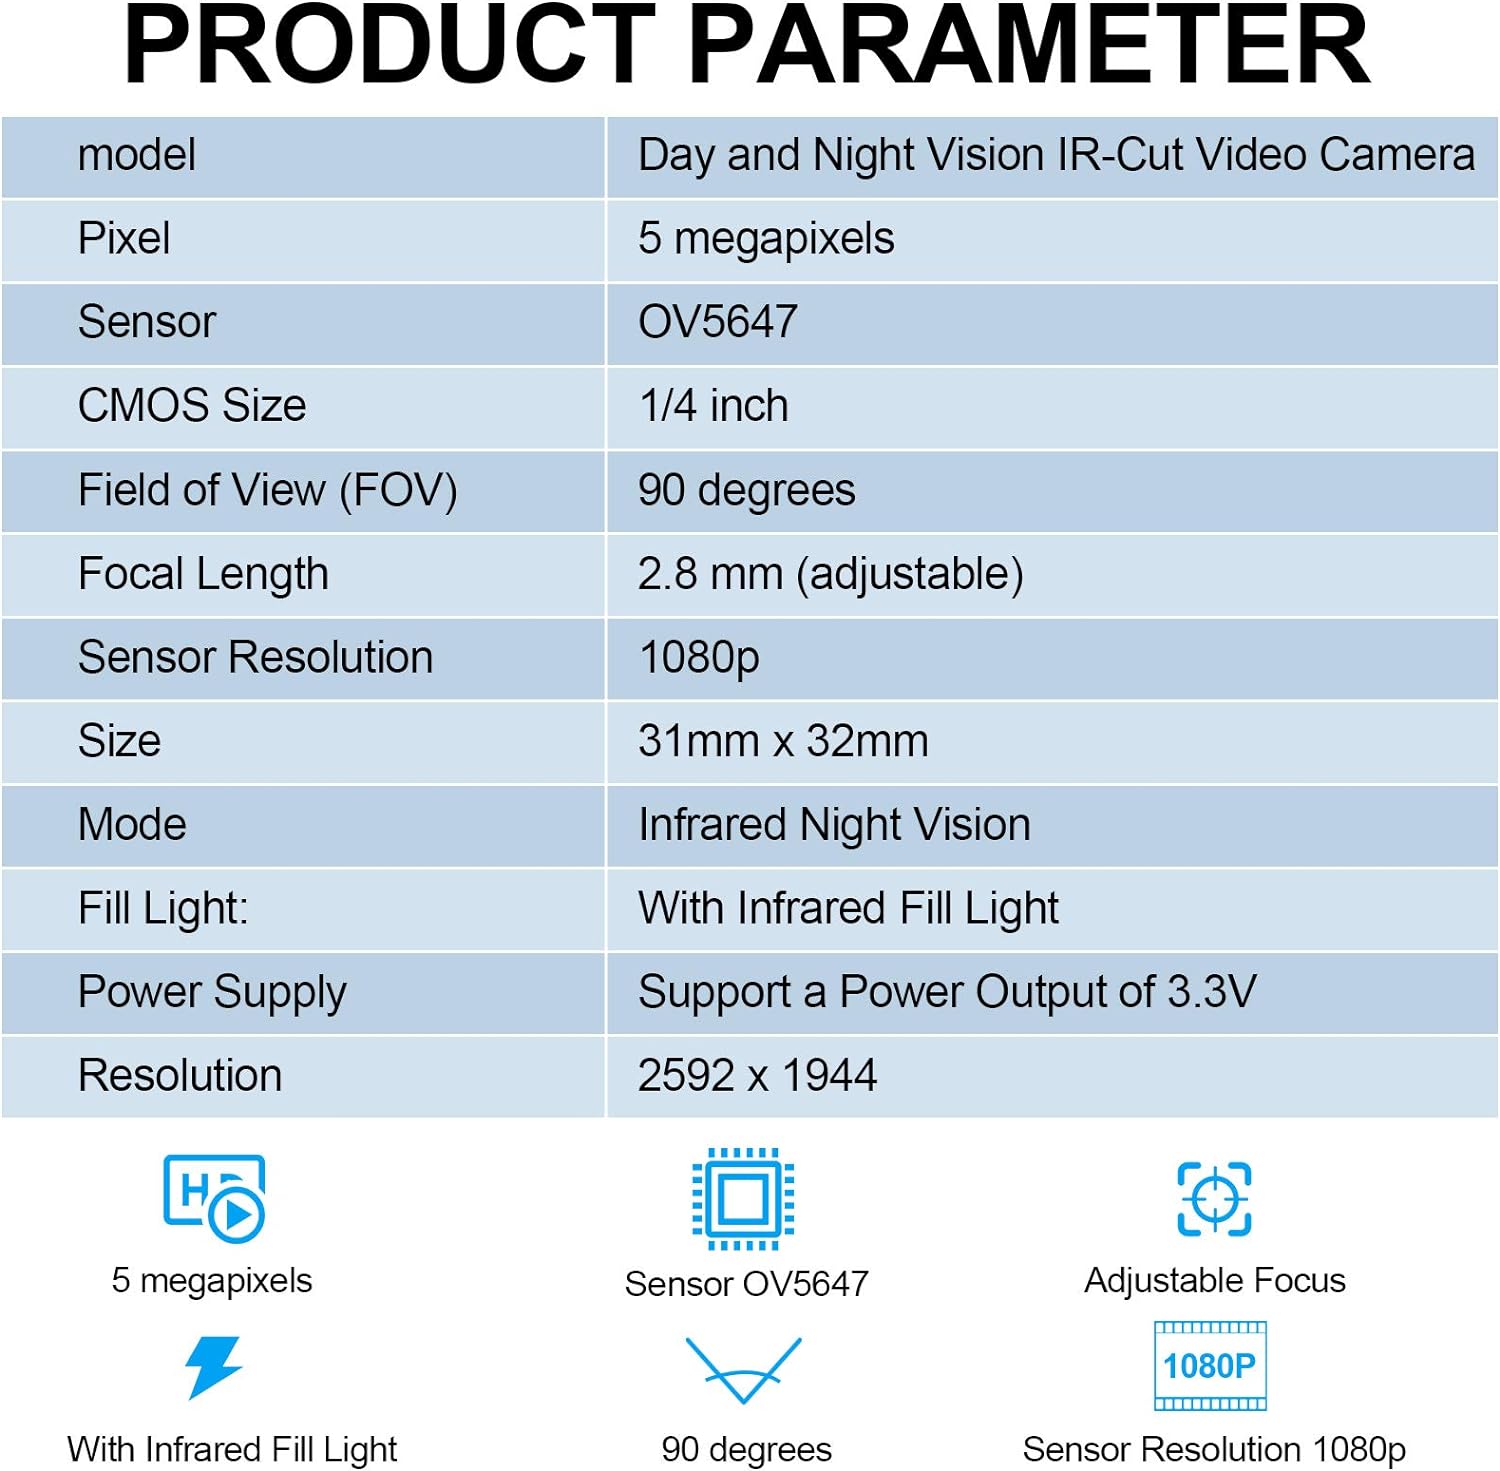 PRODUCT PARAMETER
model Day and Night Vision IR-Cut Video Camera
Pixel 5 megapixels
Sensor OV5647
CMOS Size 1/4 inch
Field of View (FOV) 90 degrees
Focal Length 2.8 mm (adjustable)
Sensor Resolution 1080p
Size 31mm x 32mm
Mode Infrared Night Vision
Fill Light: With Infrared Fill Light
Power Supply Support a Power Output of 3.3V
Resolution 2592 x 1944
HD
5 megapixels Sensor OV5647 Adjustable Focus
1080P
With Infrared Fill Light 90 degrees Sensor Resolution 1080p